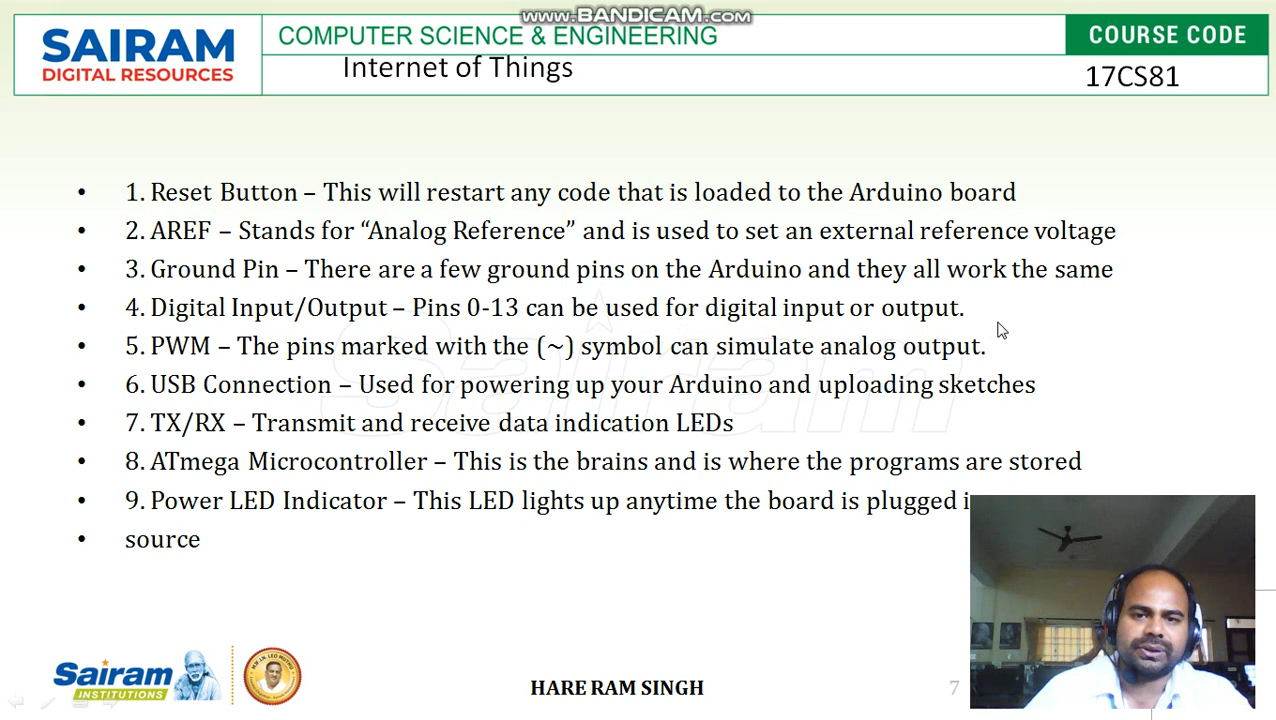 www.BANDICAM.com
SAIRAM
DIGITAL RESOURCES
COMPUTER SCIENCE & ENGINEERING
COURSE CODE
Internet of Things
17CS81
• 1. Reset Button – This will restart any code that is loaded to the Arduino board
• 2. AREF – Stands for “Analog Reference” and is used to set an external reference voltage
• 3. Ground Pin – There are a few ground pins on the Arduino and they all work the same
• 4. Digital Input/Output – Pins 0-13 can be used for digital input or output.
• 5. PWM – The pins marked with the (~) symbol can simulate analog output.
• 6. USB Connection – Used for powering up your Arduino and uploading sketches
• 7. TX/RX – Transmit and receive data indication LEDs
• 8. ATmega Microcontroller – This is the brains and is where the programs are stored
• 9. Power LED Indicator – This LED lights up anytime the board is plugged
• source
Sairam
Sairam
INSTITUTIONS
HARE RAM SINGH
7